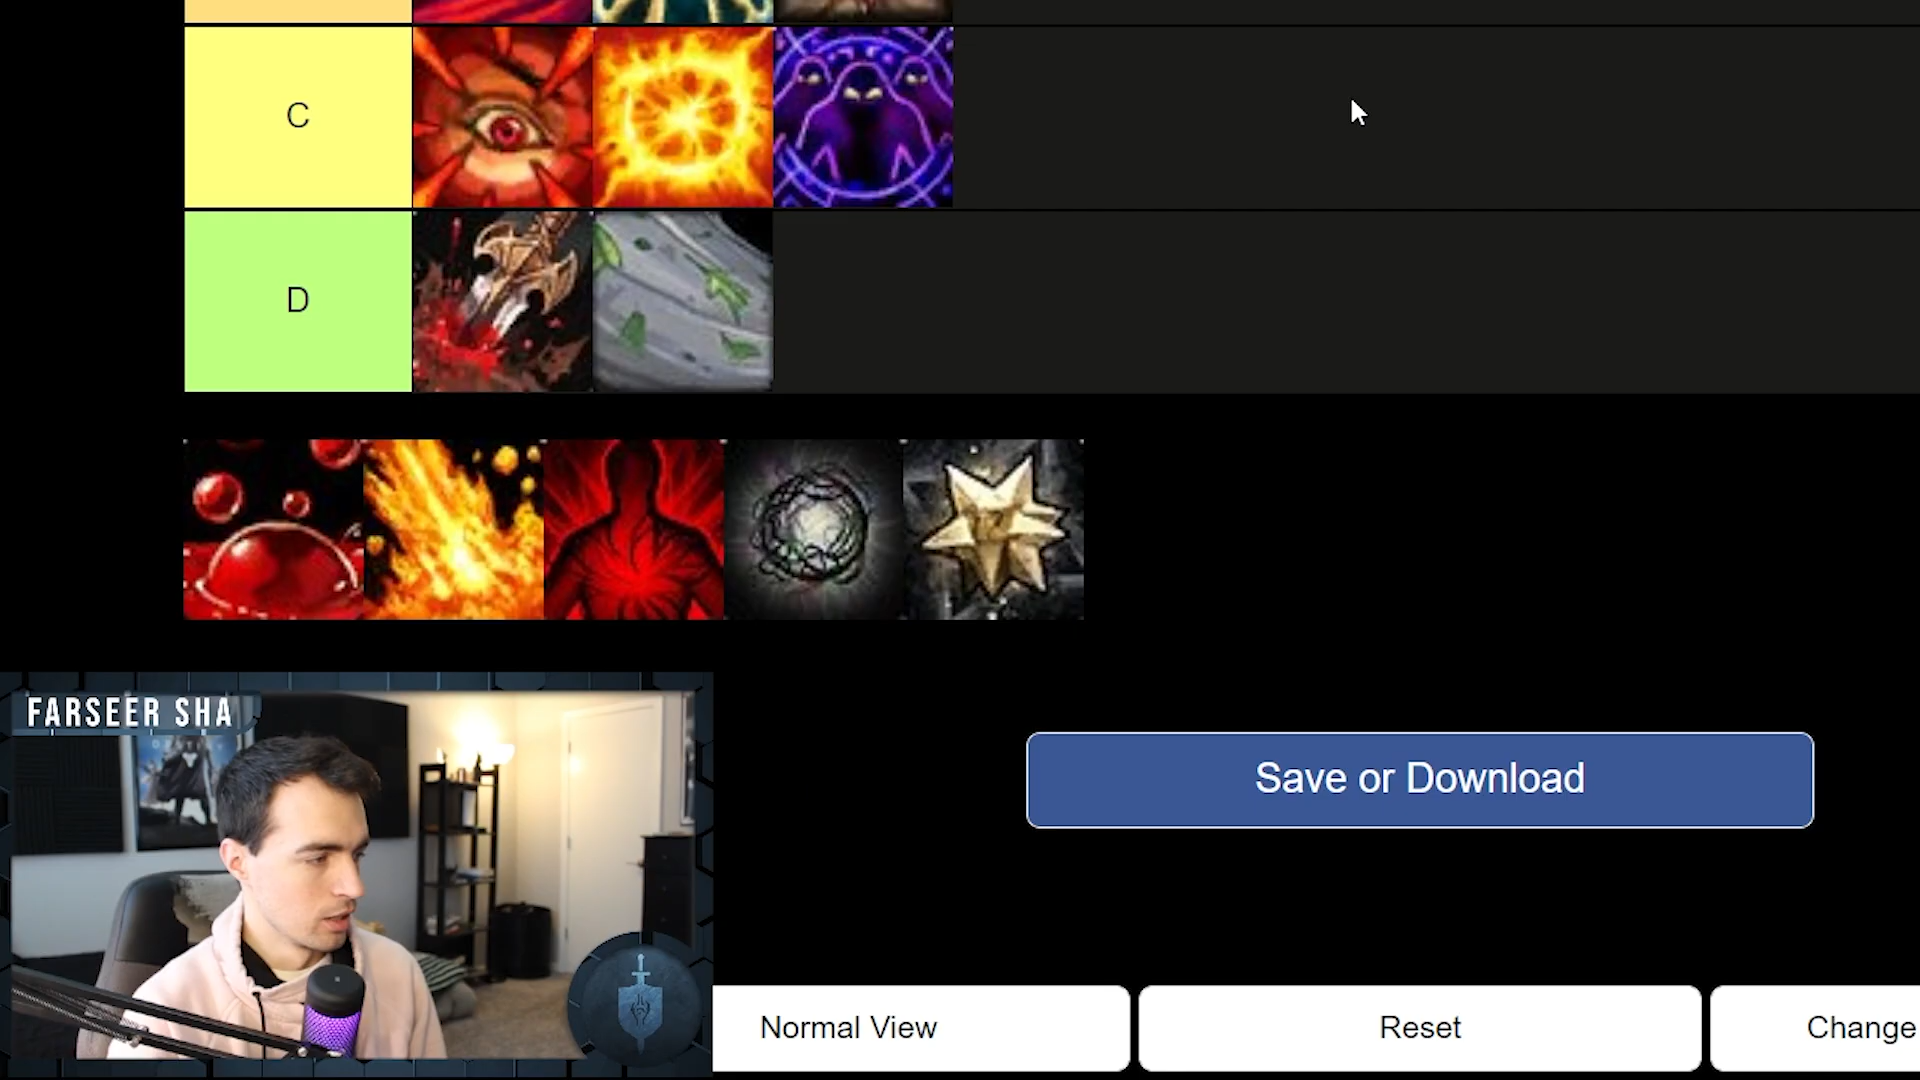 C
D
FARSEER SHA
Save or Download
Normal View
Reset
Change